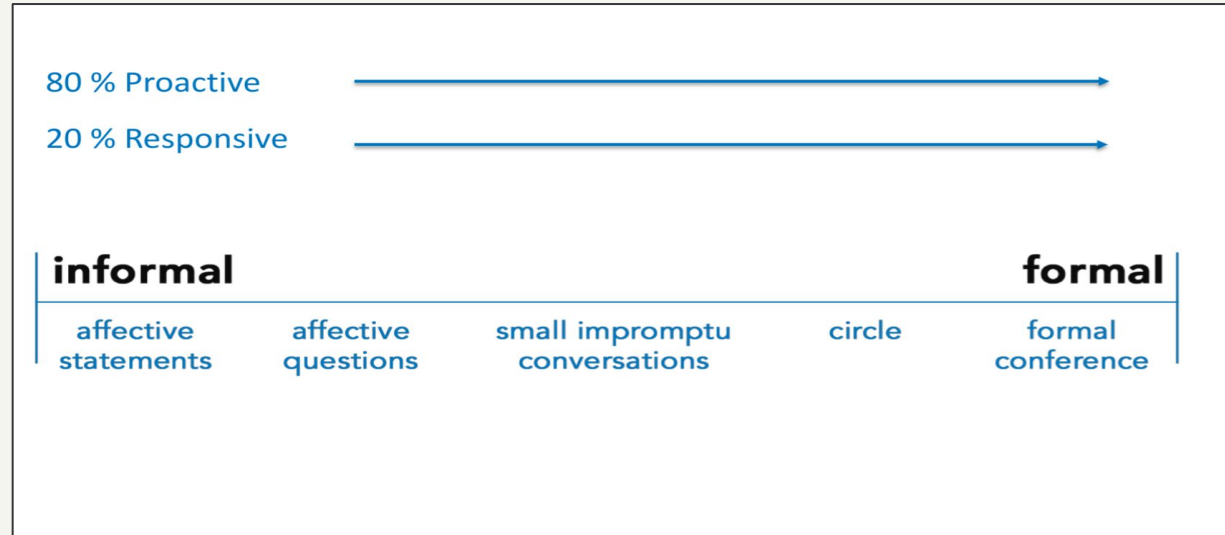 80 % Proactive
20 % Responsive
informal formal
affective statements
affective questions
small impromptu conversations
circle
formal conference